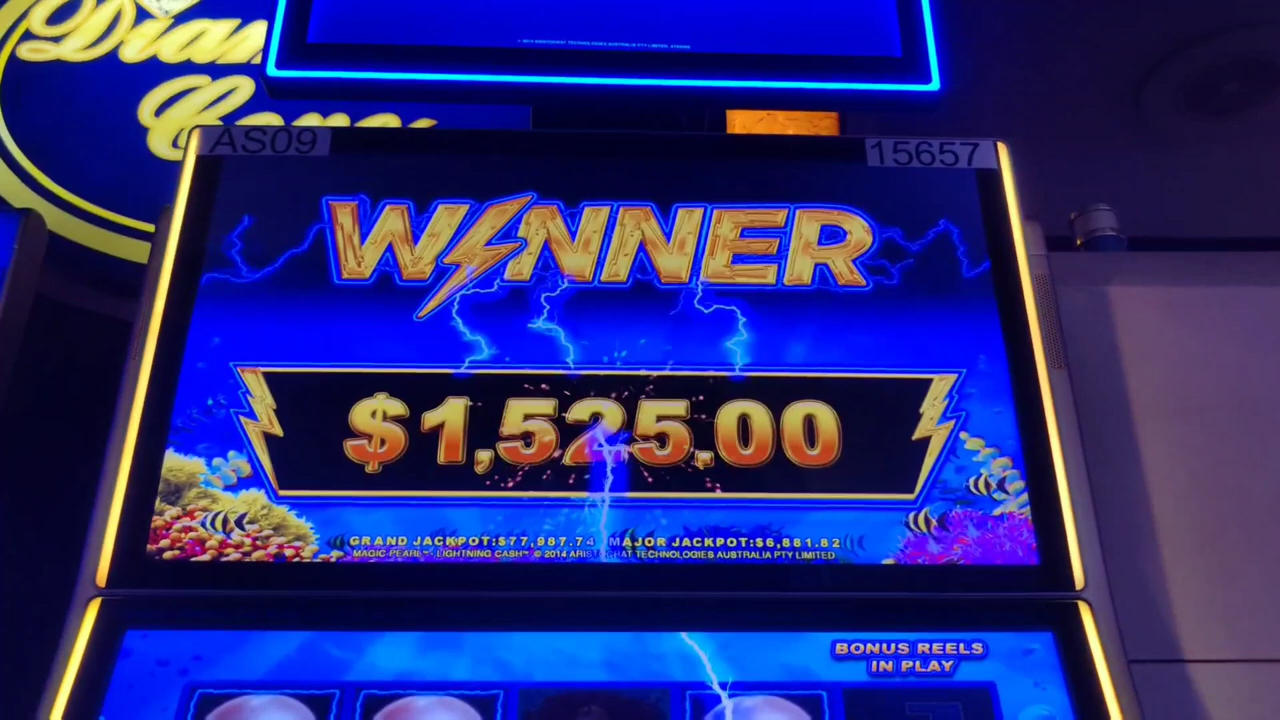 AS09
15657
WINNER
$1,525.00
GRAND JACKPOT:$77,987.74 MAJOR JACKPOT:$6,881.82
MAGIC PEARL™ - LIGHTNING CASH™ © 2014 ARISTOCRAT TECHNOLOGIES AUSTRALIA PTY LIMITED
BONUS REELS
IN PLAY